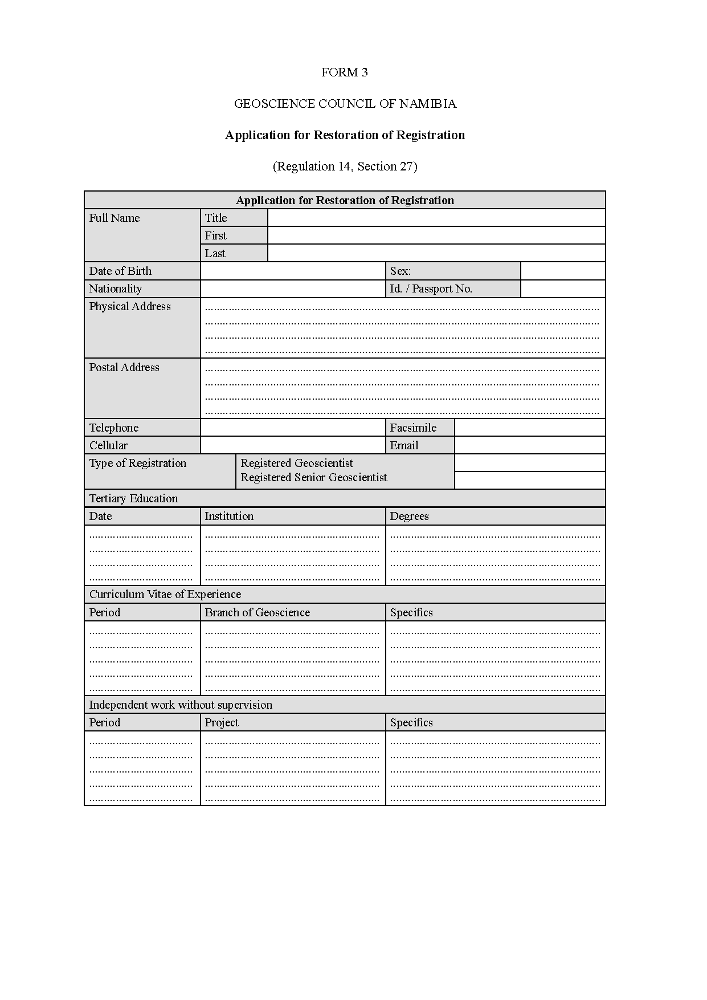 FORM 3
GEOSCIENCE COUNCIL OF NAMIBIA
Application for Restoration of Registration
(Regulation 14, Section 27)
Application for Restoration of Registration
Full Name
Title
First
Last
Date of Birth
Sex:
Nationality
Id. / Passport No.
Physical Address
Postal Address
Telephone
Facsimile
Cellular
Email
Type of Registration
Registered Geoscientist
Registered Senior Geoscientist
Tertiary Education
Date
Institution
Degrees
Curriculum Vitae of Experience
Period
Branch of Geoscience
Specifics
Independent work without supervision
Period
Project
Specifics